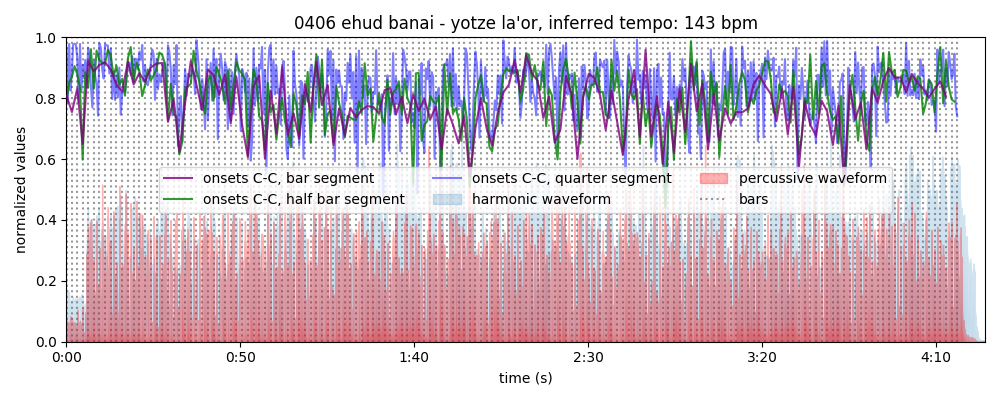 0406 ehud banai - yotze la'or, inferred tempo: 143 bpm
normalized values
1.0
0.8
0.6
0.4
0.2
0.0
onsets C-C, bar segment
onsets C-C, half bar segment
onsets C-C, quarter segment
harmonic waveform
percussive waveform
bars
0:00 0:50 1:40 2:30 3:20 4:10
time (s)